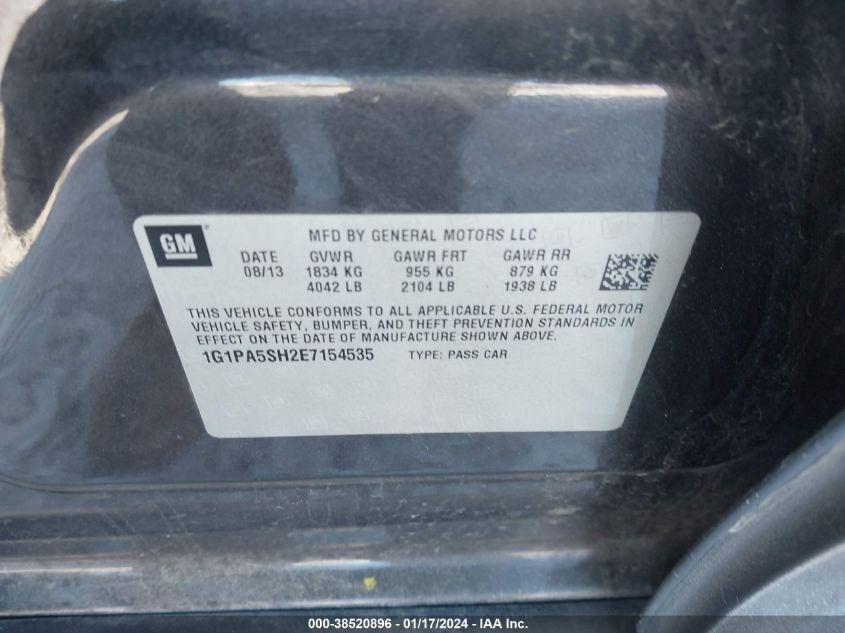 GM
MFD BY GENERAL MOTORS LLC
DATE GVWR GAWR FRT GAWR RR
08/13 1834 KG 955 KG 879 KG
4042 LB 2104 LB 1938 LB
THIS VEHICLE CONFORMS TO ALL APPLICABLE U.S. FEDERAL MOTOR
VEHICLE SAFETY, BUMPER, AND THEFT PREVENTION STANDARDS IN
EFFECT ON THE DATE OF MANUFACTURE SHOWN ABOVE.
1G1PA5SH2E7154535 TYPE: PASS CAR
000-38520896 - 01/17/2024 - IAA Inc.